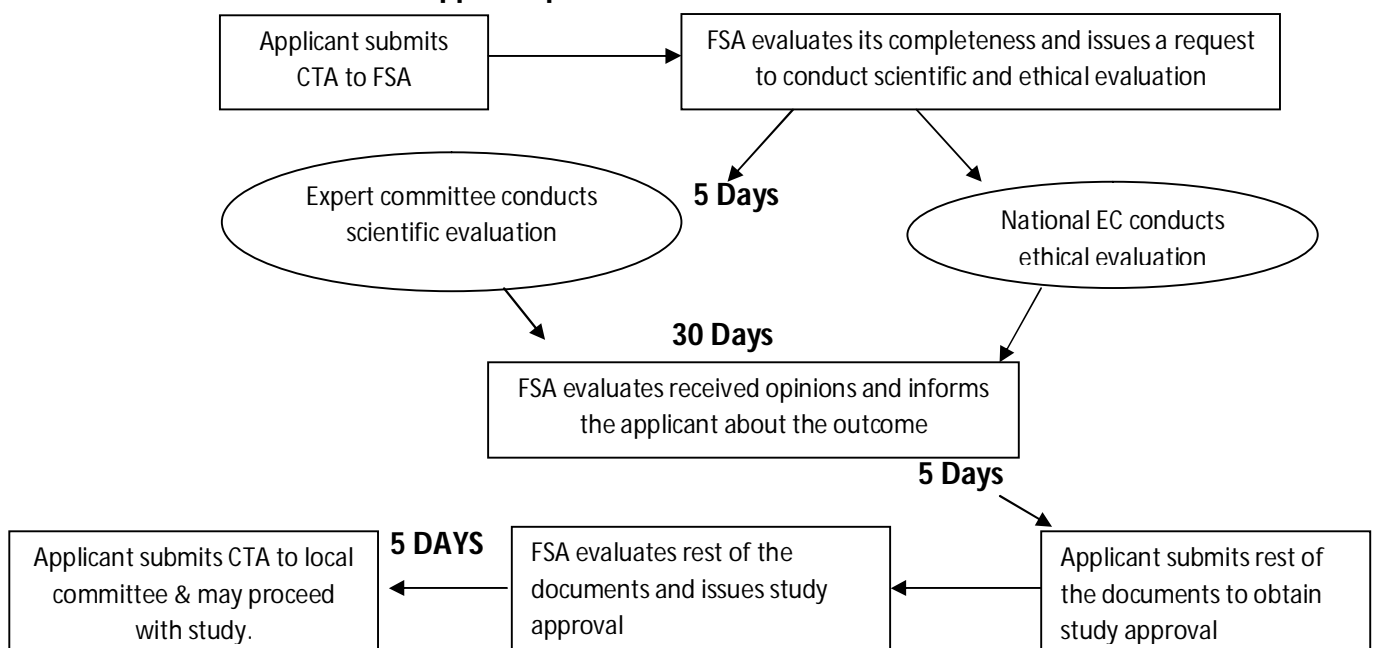 Applicant submits
CTA to FSA
FSA evaluates its completeness and issues a request
to conduct scientific and ethical evaluation
Expert committee conducts
scientific evaluation
5 Days
National EC conducts
ethical evaluation
30 Days
FSA evaluates received opinions and informs
the applicant about the outcome
5 Days
Applicant submits rest of
the documents to obtain
study approval
FSA evaluates rest of the
documents and issues study
approval
5 DAYS
Applicant submits CTA to local
committee & may proceed
with study.